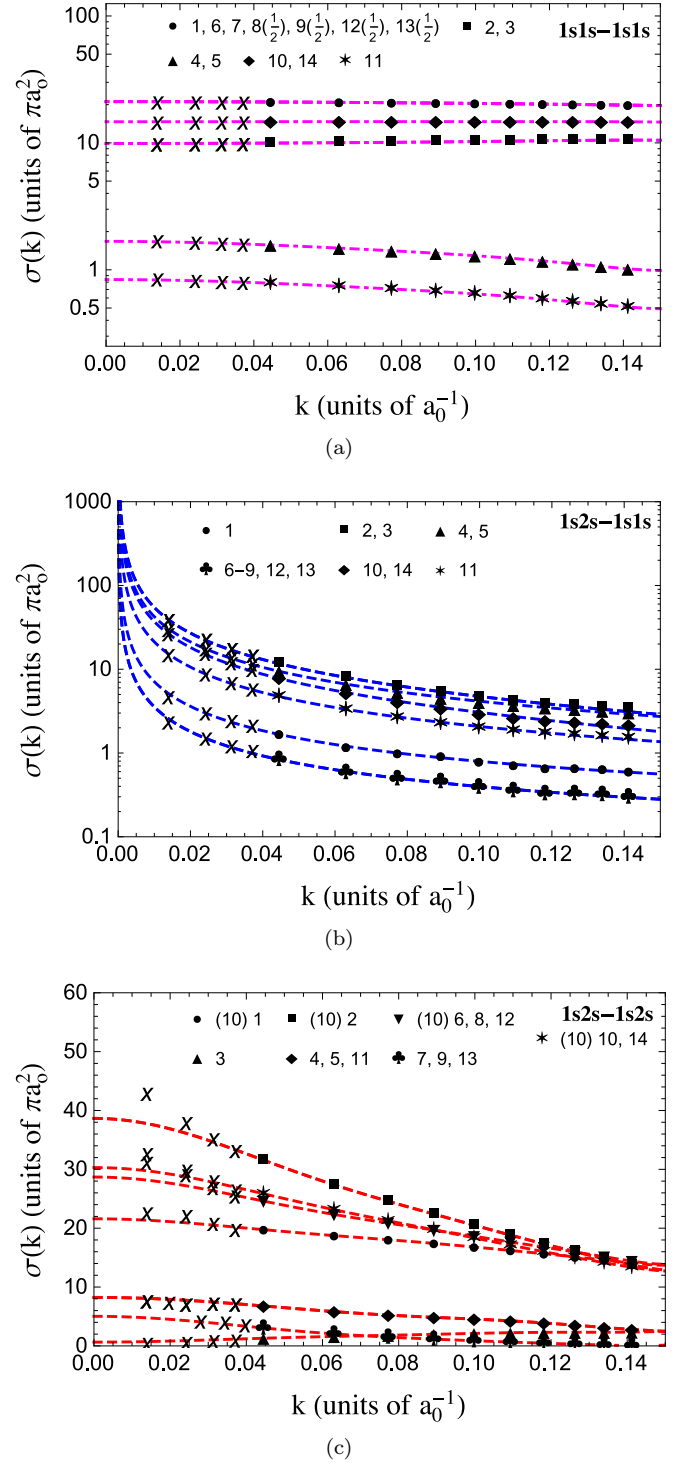 ● 1, 6, 7, 8(1/2), 9(1/2), 12(1/2), 13(1/2) ■ 2, 3 1s1s−1s1s
▲ 4, 5 ◆ 10, 14 ✶ 11
100
50
10
5
1
0.5
σ(k) (units of πa₀²)
0.00 0.02 0.04 0.06 0.08 0.10 0.12 0.14
k (units of a₀⁻¹)
(a)
● 1 ■ 2, 3 ▲ 4, 5 1s2s−1s1s
♣ 6−9, 12, 13 ◆ 10, 14 ✶ 11
1000
100
10
1
0.1
σ(k) (units of πa₀²)
0.00 0.02 0.04 0.06 0.08 0.10 0.12 0.14
k (units of a₀⁻¹)
(b)
● (10) 1 ■ (10) 2 ▼ (10) 6, 8, 12 1s2s−1s2s
✶ (10) 10, 14
▲ 3 ◆ 4, 5, 11 ♣ 7, 9, 13
60
50
40
30
20
10
0
σ(k) (units of πa₀²)
0.00 0.02 0.04 0.06 0.08 0.10 0.12 0.14
k (units of a₀⁻¹)
(c)